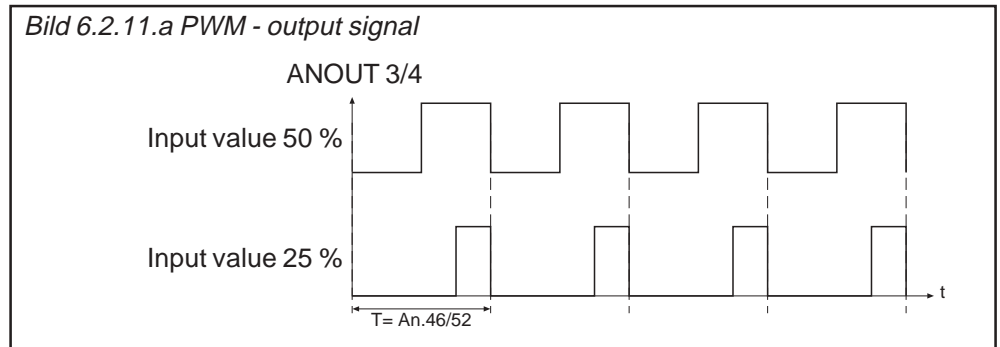 Bild 6.2.11.a PWM - output signal
ANOUT 3/4
Input value 50 %
Input value 25 %
t
T= An.46/52